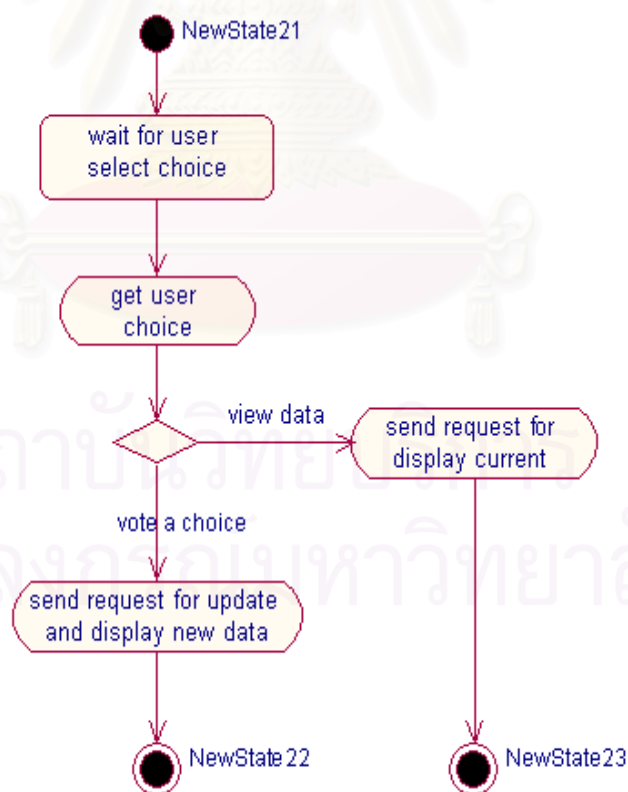 NewState21
wait for user
select choice
get user
choice
view data
send request for
display current
vote a choice
send request for update
and display new data
NewState22
NewState23